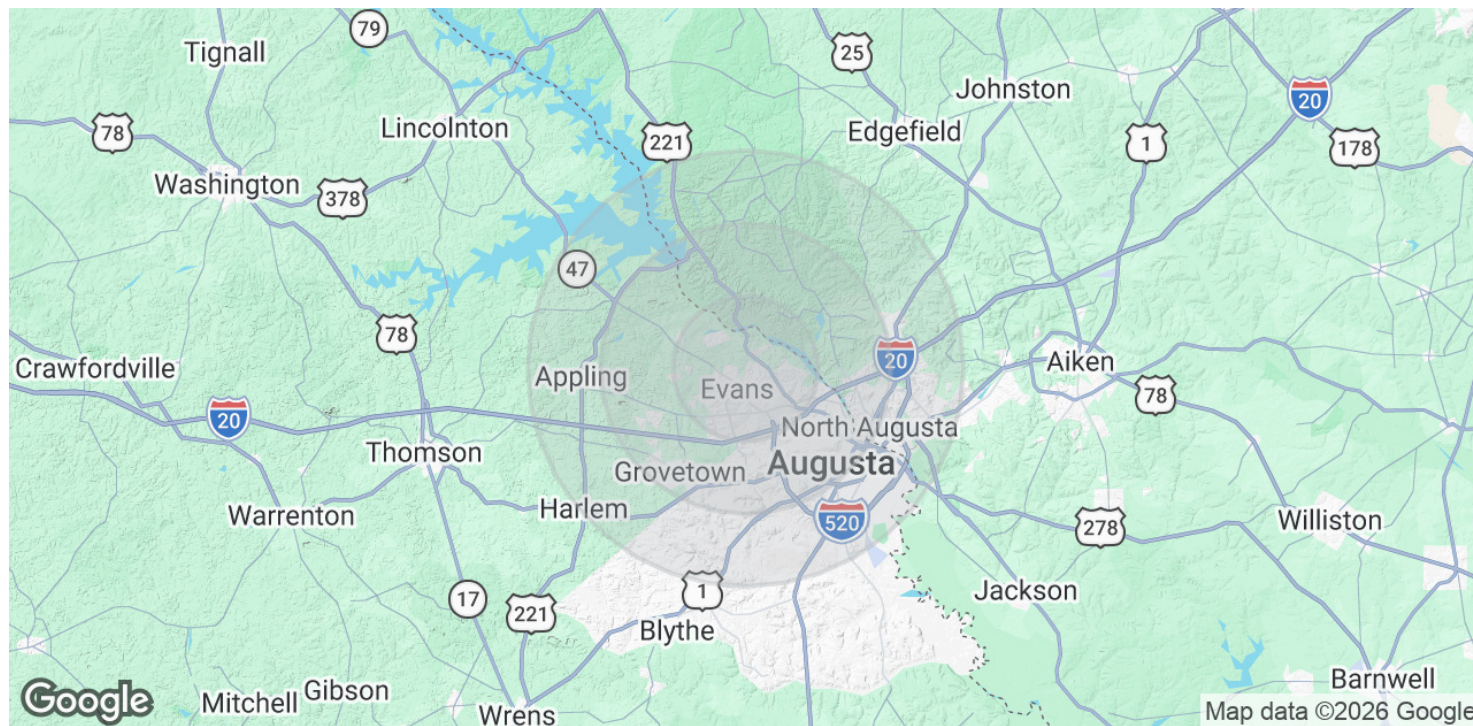 79
Tignall
25
Johnston
20
78
Lincolnton
221
Edgefield
1
178
Washington
378
47
78
20
Crawfordville
Appling
Evans
Aiken
78
20
Thomson
North Augusta
Grovetown
Augusta
Warrenton
Harlem
520
278
Williston
17
221
1
Jackson
Blythe
Mitchell
Gibson
Barnwell
Wrens
Google
Map data ©2026 Google